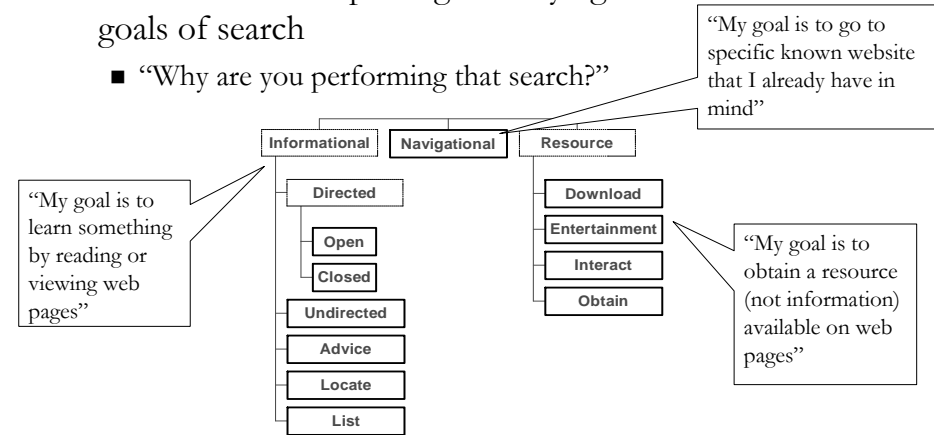 goals of search
■ “Why are you performing that search?”
“My goal is to go to
specific known website
that I already have in
mind”
Informational
Navigational
Resource
“My goal is to
learn something
by reading or
viewing web
pages”
Directed
Open
Closed
Undirected
Advice
Locate
List
Download
Entertainment
Interact
Obtain
“My goal is to
obtain a resource
(not information)
available on web
pages”